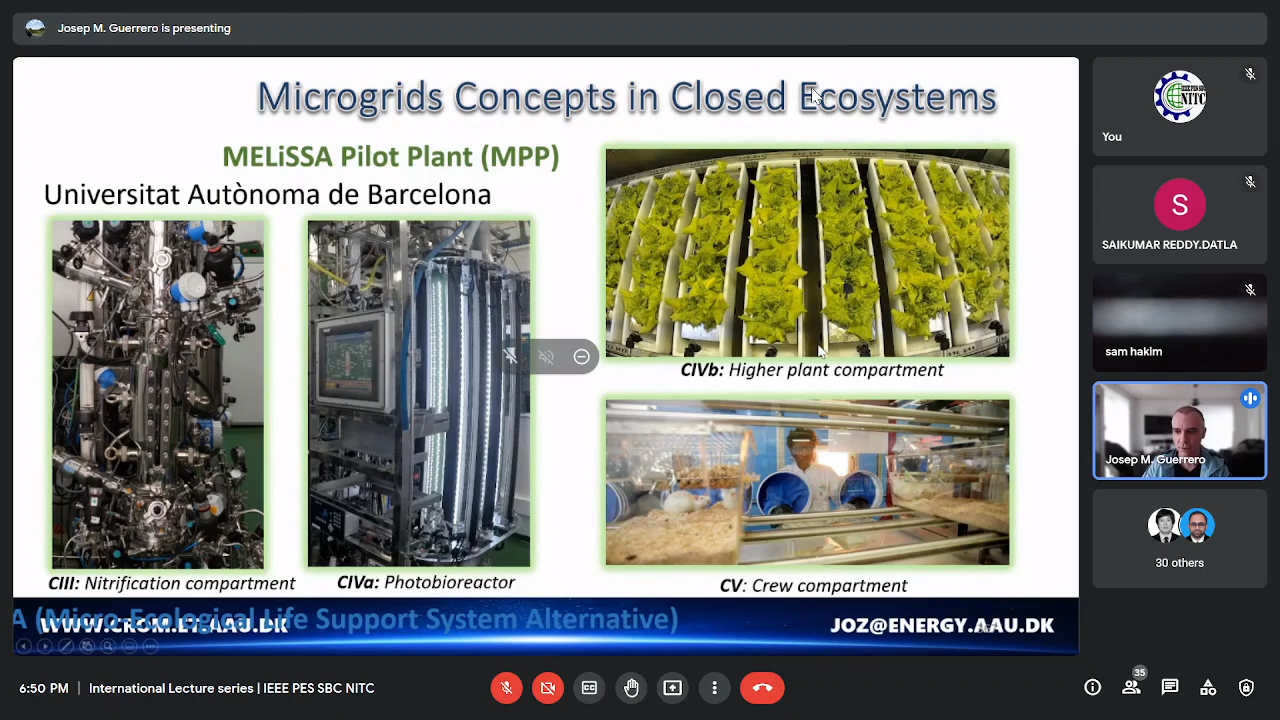 Josep M. Guerrero is presenting
Microgrids Concepts in Closed Ecosystems
MELiSSA Pilot Plant (MPP)
Universitat Autònoma de Barcelona
CIII: Nitrification compartment
CIVa: Photobioreactor
CIVb: Higher plant compartment
CV: Crew compartment
A (Micro-Ecological Life Support System Alternative)
WWW.CROM.ET.AAU.DK
JOZ@ENERGY.AAU.DK
NITC
You
S
SAIKUMAR REDDY.DATLA
sam hakim
Josep M. Guerrero
30 others
6:50 PM | International Lecture series | IEEE PES SBC NITC
CC
35